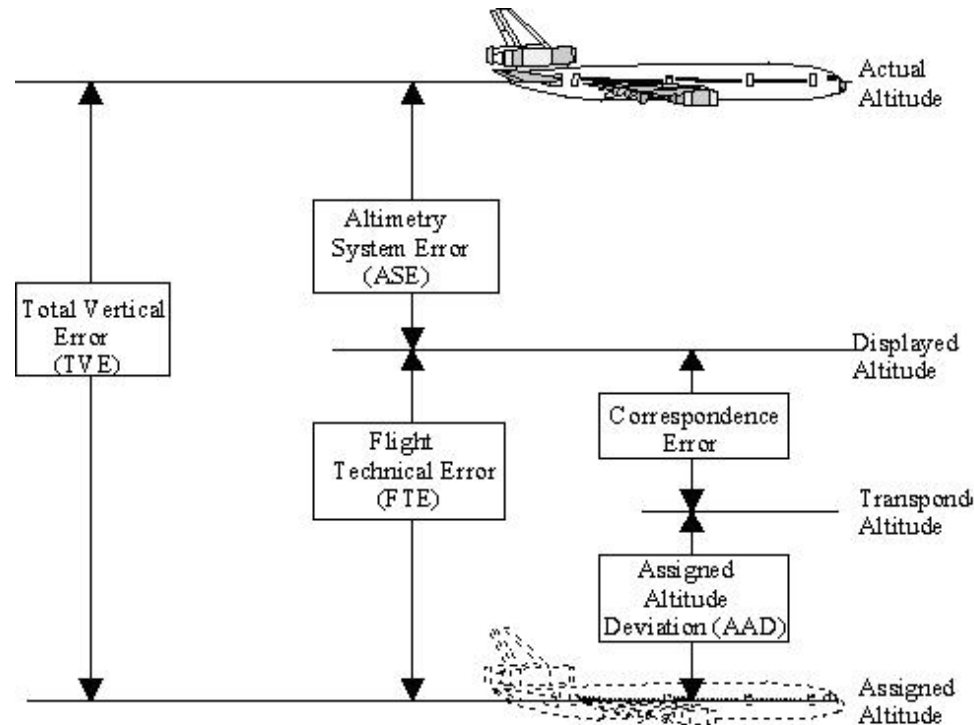 Actual
Altitude
Altimetry
System Error
(ASE)
Total Vertical
Error
(TVE)
Displayed
Altitude
Correspondence
Error
Flight
Technical Error
(FTE)
Transpond
Altitude
Assigned
Altitude
Deviation (AAD)
Assigned
Altitude